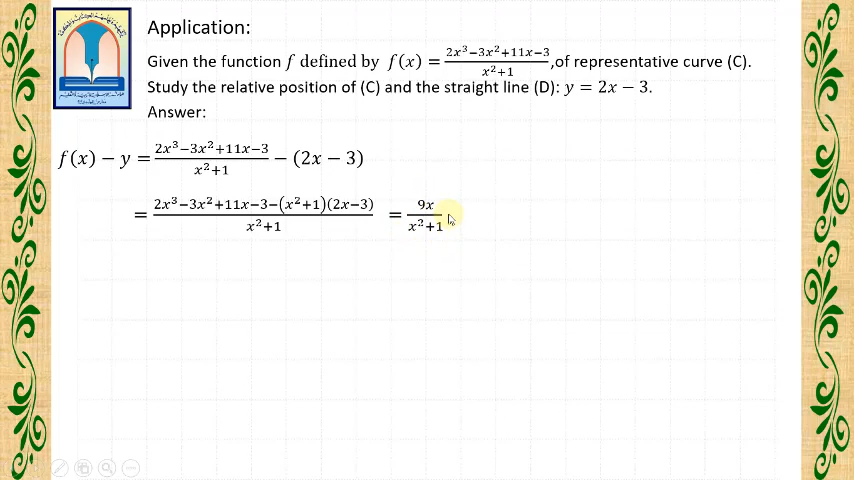 Application:
Given the function f defined by f(x) = (2x³−3x²+11x−3)/(x²+1) ,of representative curve (C).
Study the relative position of (C) and the straight line (D): y = 2x − 3.
Answer:
f(x) − y = (2x³−3x²+11x−3)/(x²+1) − (2x − 3)
= (2x³−3x²+11x−3−(x²+1)(2x−3))/(x²+1) = 9x/(x²+1)